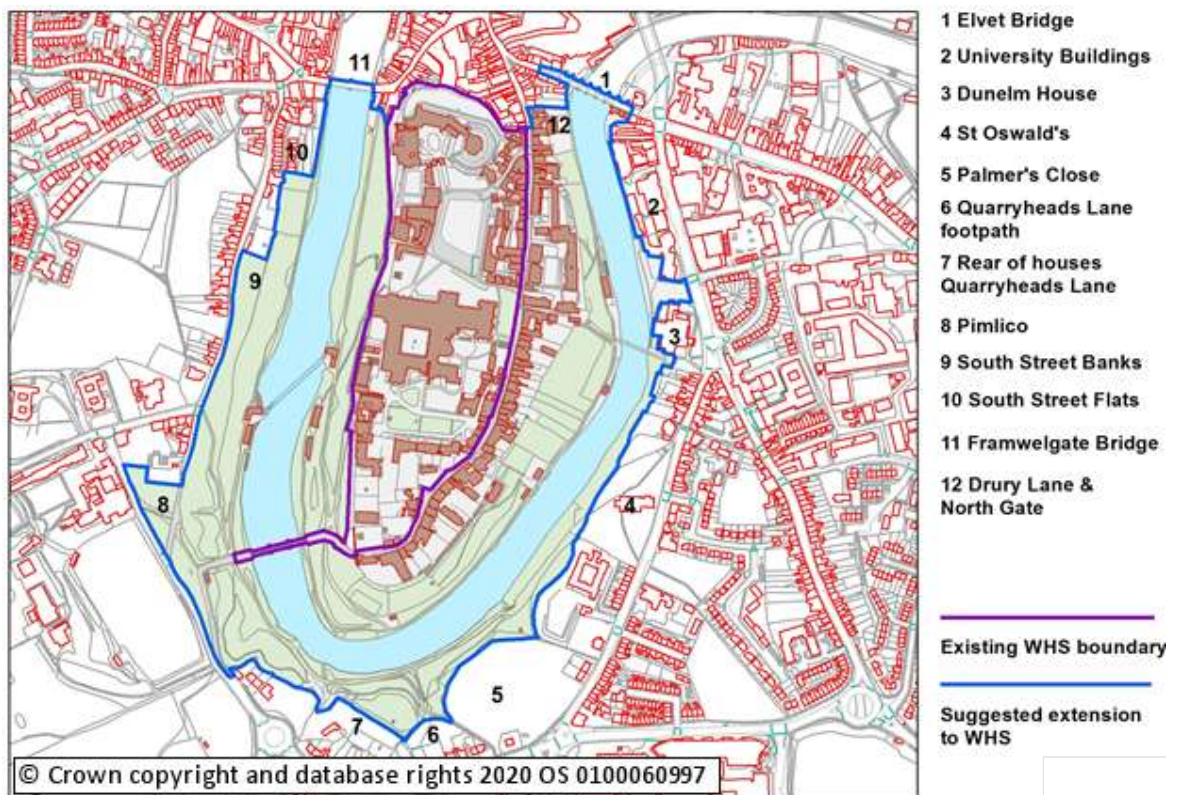 11
1
12
10
2
9
3
8
4
5
7
6
© Crown copyright and database rights 2020 OS 0100060997
1 Elvet Bridge
2 University Buildings
3 Dunelm House
4 St Oswald's
5 Palmer's Close
6 Quarryheads Lane
footpath
7 Rear of houses
Quarryheads Lane
8 Pimlico
9 South Street Banks
10 South Street Flats
11 Framwelgate Bridge
12 Drury Lane &
North Gate
Existing WHS boundary
Suggested extension
to WHS